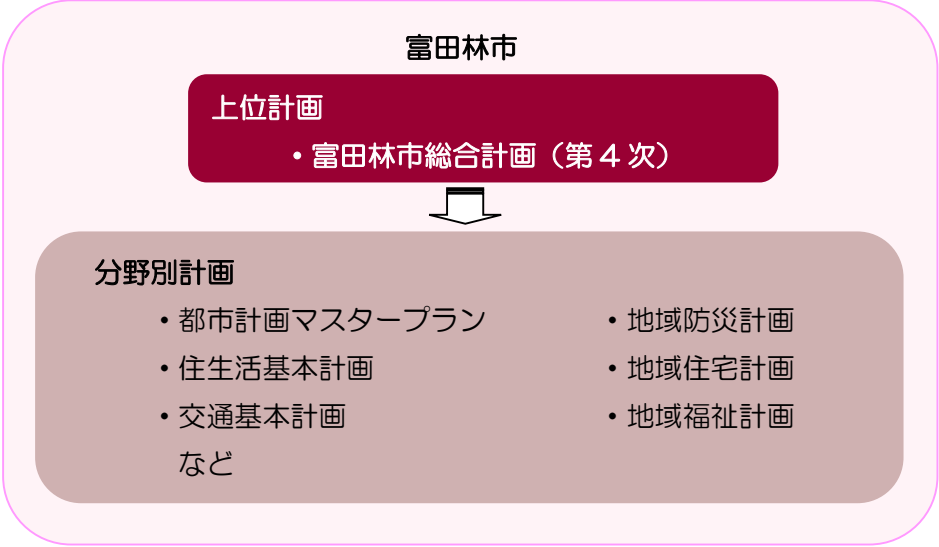 富田林市
上位計画
・富田林市総合計画（第４次）
分野別計画
・都市計画マスタープラン
・地域防災計画
・住生活基本計画
・地域住宅計画
・交通基本計画
・地域福祉計画
など